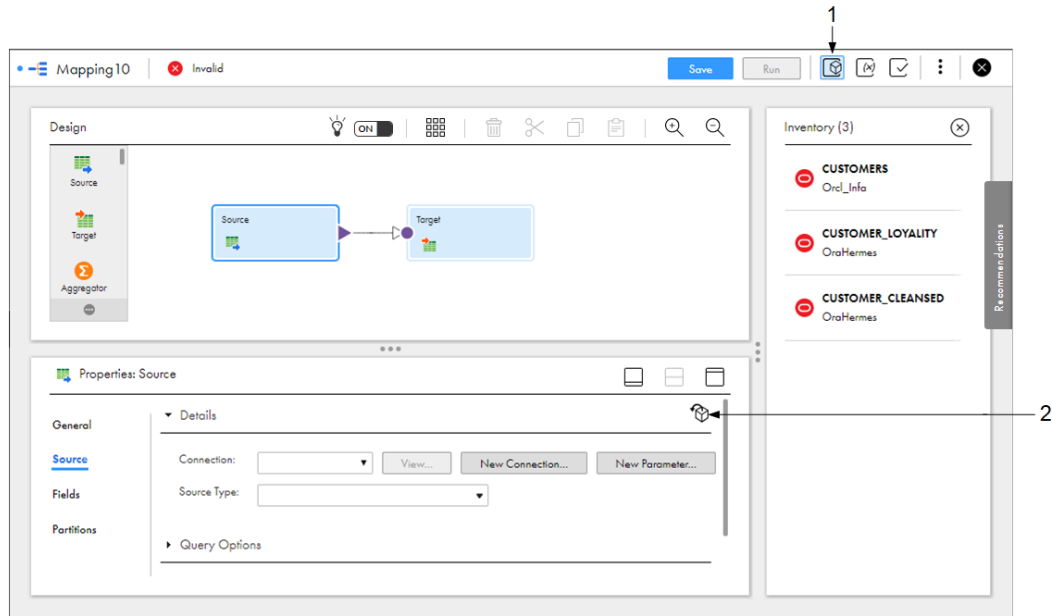 1
Mapping10
Invalid
Save
Run
(x)
Design
ON
Inventory (3)
Source
Target
Aggregator
Source
Target
CUSTOMERS
Orcl_Infa
CUSTOMER_LOYALITY
OraHermes
CUSTOMER_CLEANSED
OraHermes
Recommendations
Properties: Source
General
Source
Fields
Partitions
Details
2
Connection:
View...
New Connection...
New Parameter...
Source Type:
Query Options